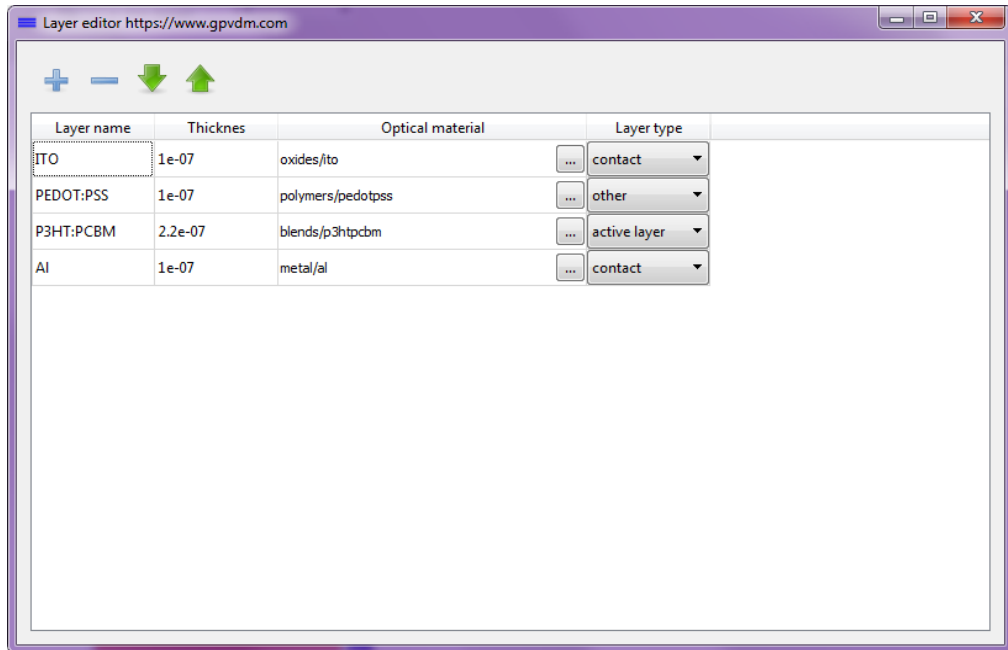 Layer editor https://www.gpvdm.com
Layer name Thicknes Optical material Layer type
ITO 1e-07 oxides/ito ... contact
PEDOT:PSS 1e-07 polymers/pedotpss ... other
P3HT:PCBM 2.2e-07 blends/p3htpcbm ... active layer
Al 1e-07 metal/al ... contact